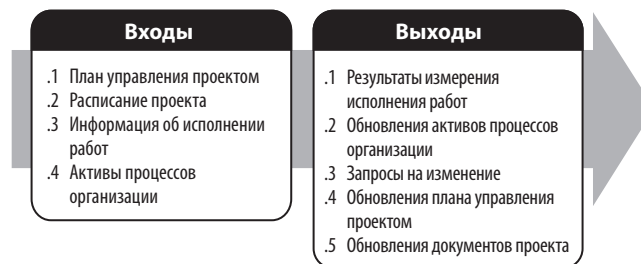 Входы
.1 План управления проектом
.2 Расписание проекта
.3 Информация об исполнении
работ
.4 Активы процессов
организации
Выходы
.1 Результаты измерения
исполнения работ
.2 Обновления активов процессов
организации
.3 Запросы на изменение
.4 Обновления плана управления
проектом
.5 Обновления документов проекта